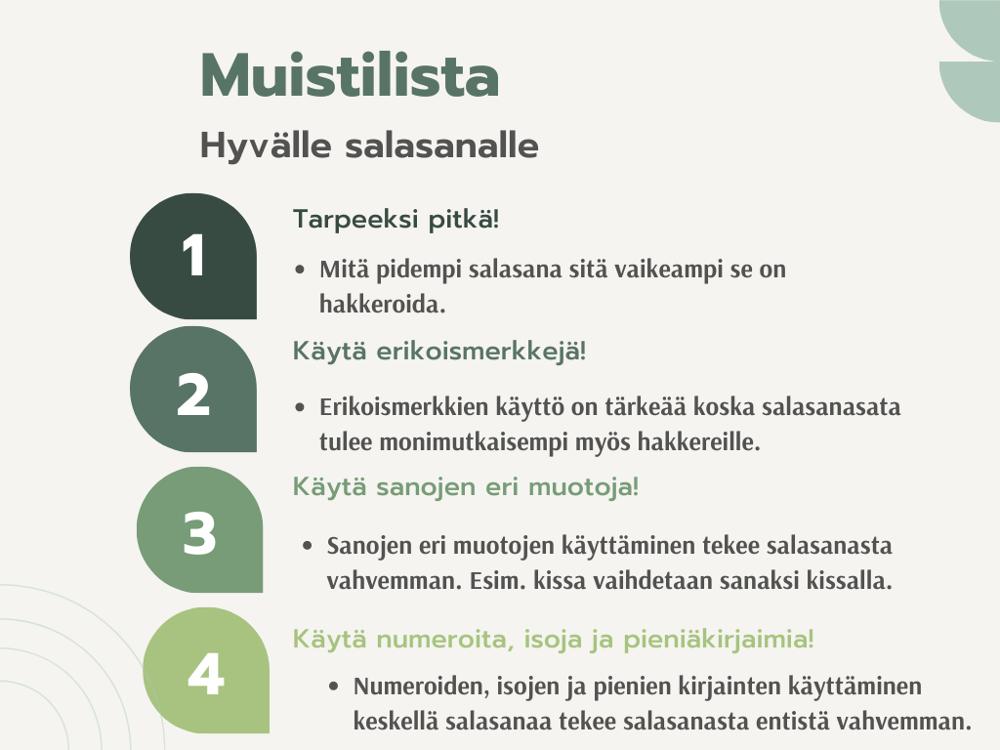 Muistilista
Hyvälle salasanalle
1
Tarpeeksi pitkä!
• Mitä pidempi salasana sitä vaikeampi se on
hakkeroida.
2
Käytä erikoismerkkejä!
• Erikoismerkkien käyttö on tärkeää koska salasanasata
tulee monimutkaisempi myös hakkereille.
3
Käytä sanojen eri muotoja!
• Sanojen eri muotojen käyttäminen tekee salasanasta
vahvemman. Esim. kissa vaihdetaan sanaksi kissalla.
4
Käytä numeroita, isoja ja pieniäkirjaimia!
• Numeroiden, isojen ja pienien kirjainten käyttäminen
keskellä salasanaa tekee salasanasta entistä vahvemman.